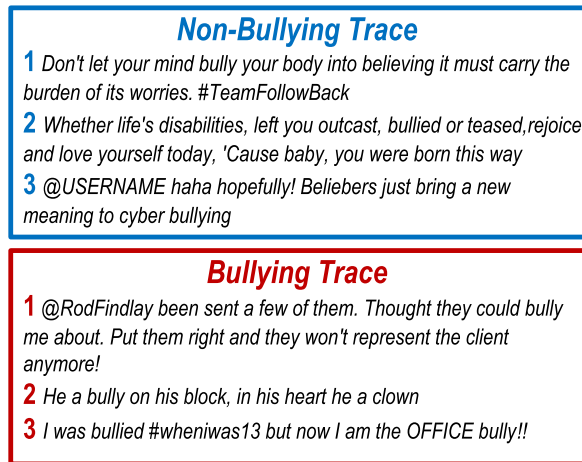 Non-Bullying Trace
1 Don't let your mind bully your body into believing it must carry the
burden of its worries. #TeamFollowBack
2 Whether life's disabilities, left you outcast, bullied or teased,rejoice
and love yourself today, 'Cause baby, you were born this way
3 @USERNAME haha hopefully! Beliebers just bring a new
meaning to cyber bullying
Bullying Trace
1 @RodFindlay been sent a few of them. Thought they could bully
me about. Put them right and they won't represent the client
anymore!
2 He a bully on his block, in his heart he a clown
3 I was bullied #wheniwas13 but now I am the OFFICE bully!!